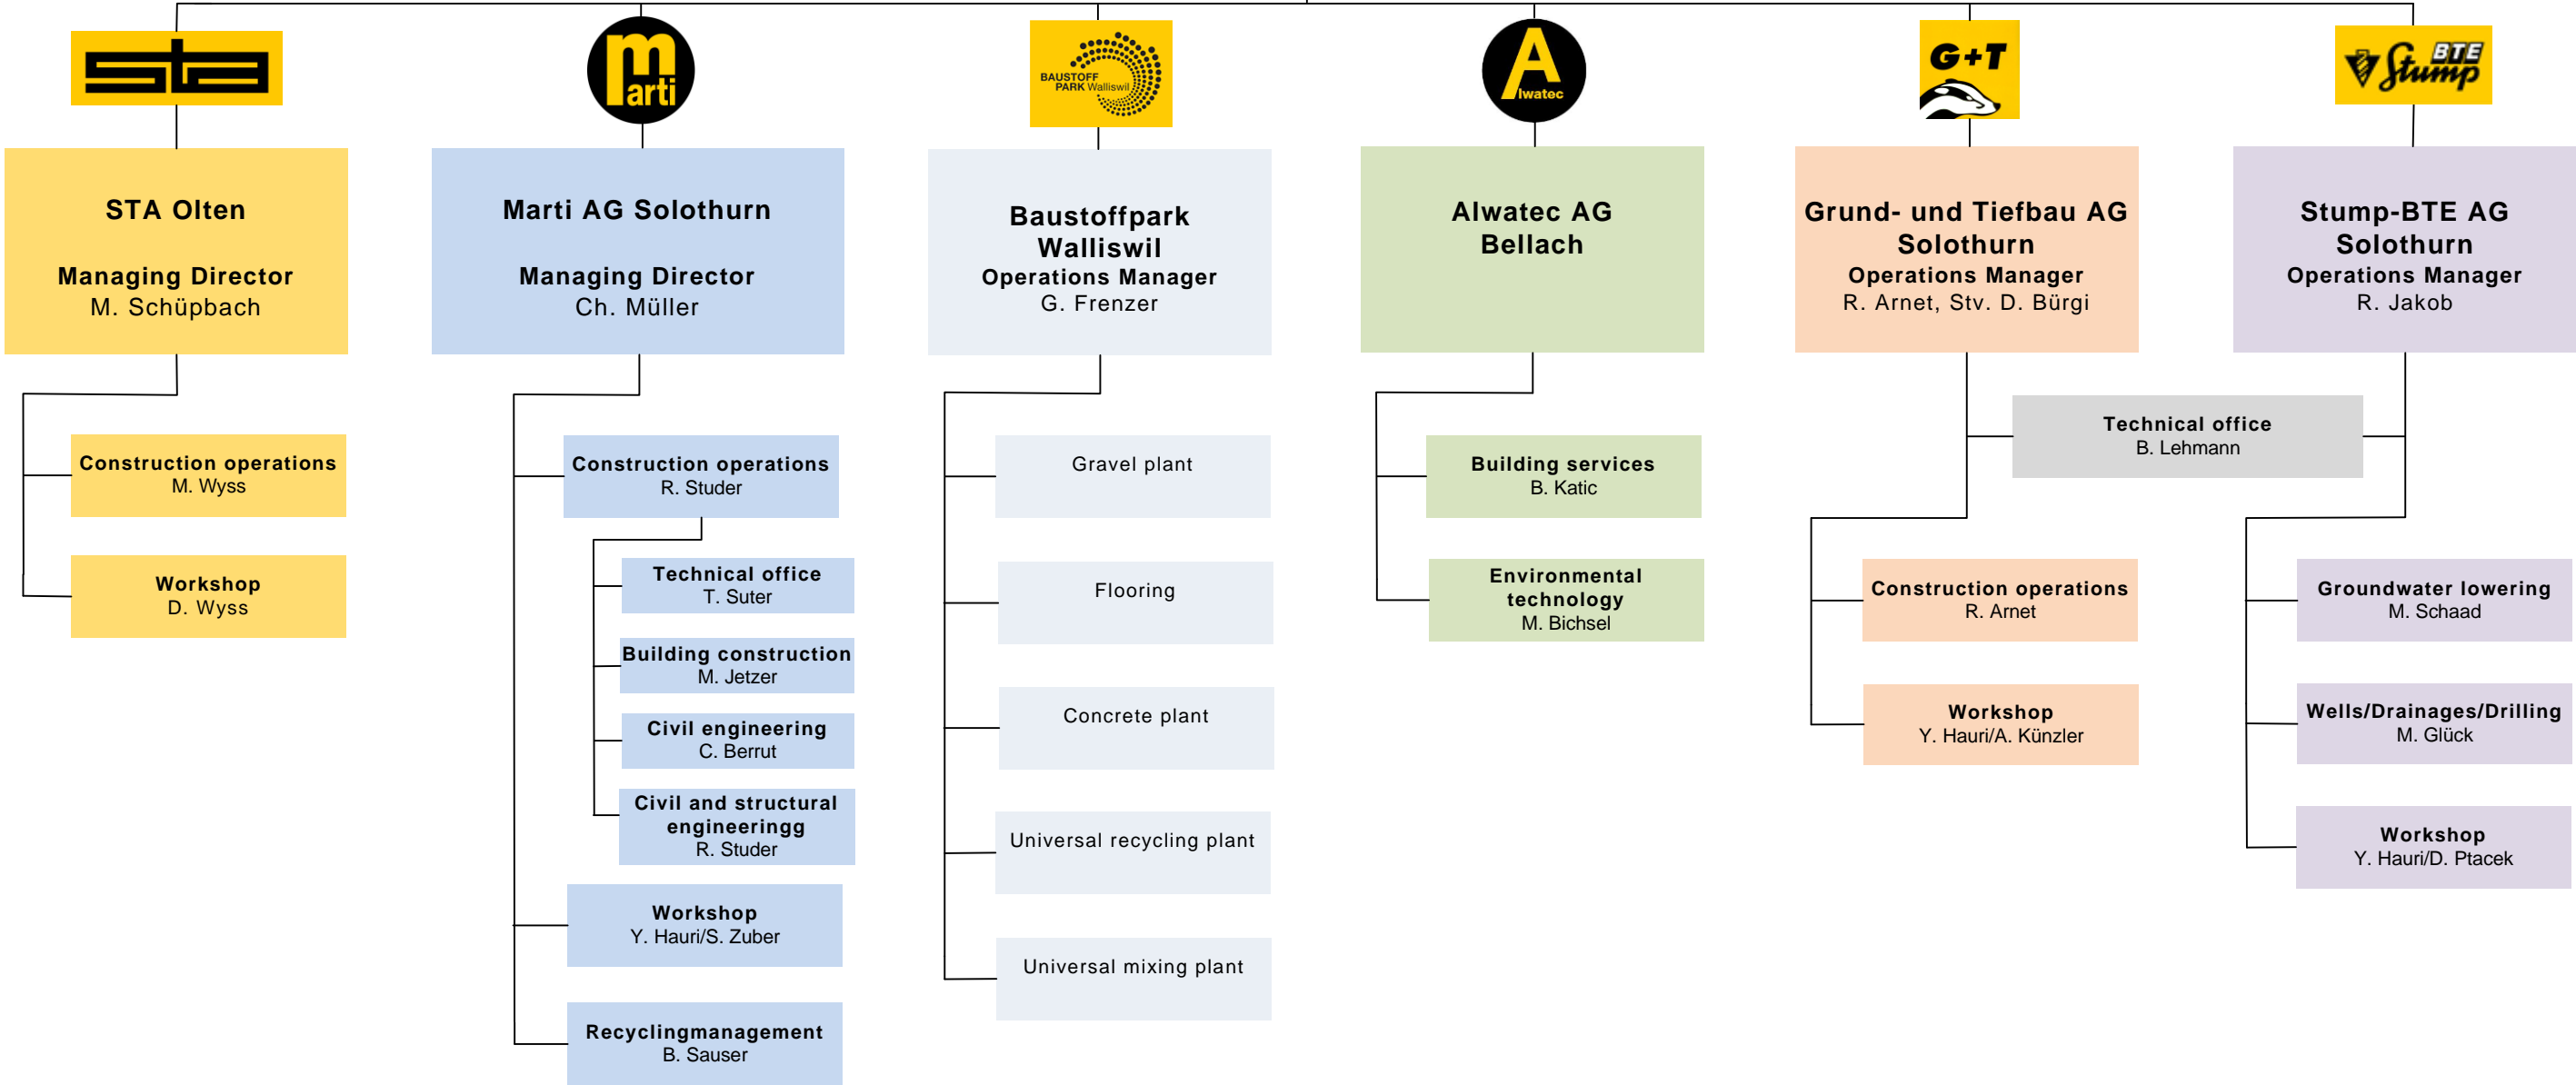 sta
marti
BAUSTOFF
PARK Walliswil
Alwatec
G+T
BTE
Stump
STA Olten
Managing Director
M. Schüpbach
Construction operations
M. Wyss
Workshop
D. Wyss
Marti AG Solothurn
Managing Director
Ch. Müller
Construction operations
R. Studer
Technical office
T. Suter
Building construction
M. Jetzer
Civil engineering
C. Berrut
Civil and structural
engineeringg
R. Studer
Workshop
Y. Hauri/S. Zuber
Recyclingmanagement
B. Sauser
Baustoffpark
Walliswil
Operations Manager
G. Frenzer
Gravel plant
Flooring
Concrete plant
Universal recycling plant
Universal mixing plant
Alwatec AG
Bellach
Building services
B. Katic
Environmental
technology
M. Bichsel
Grund- und Tiefbau AG
Solothurn
Operations Manager
R. Arnet, Stv. D. Bürgi
Technical office
B. Lehmann
Construction operations
R. Arnet
Workshop
Y. Hauri/A. Künzler
Stump-BTE AG
Solothurn
Operations Manager
R. Jakob
Groundwater lowering
M. Schaad
Wells/Drainages/Drilling
M. Glück
Workshop
Y. Hauri/D. Ptacek